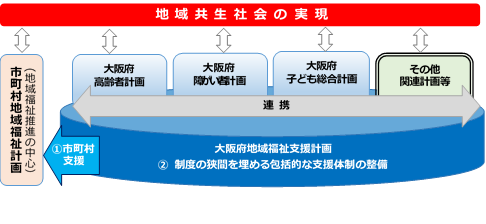 地域共生社会の実現
市町村地域福祉計画
(地域福祉推進の中心)
大阪府
高齢者計画
大阪府
障がい者計画
大阪府
子ども総合計画
その他
関連計画等
連 携
①市町村
支援
大阪府地域福祉支援計画
② 制度の狭間を埋める包括的な支援体制の整備